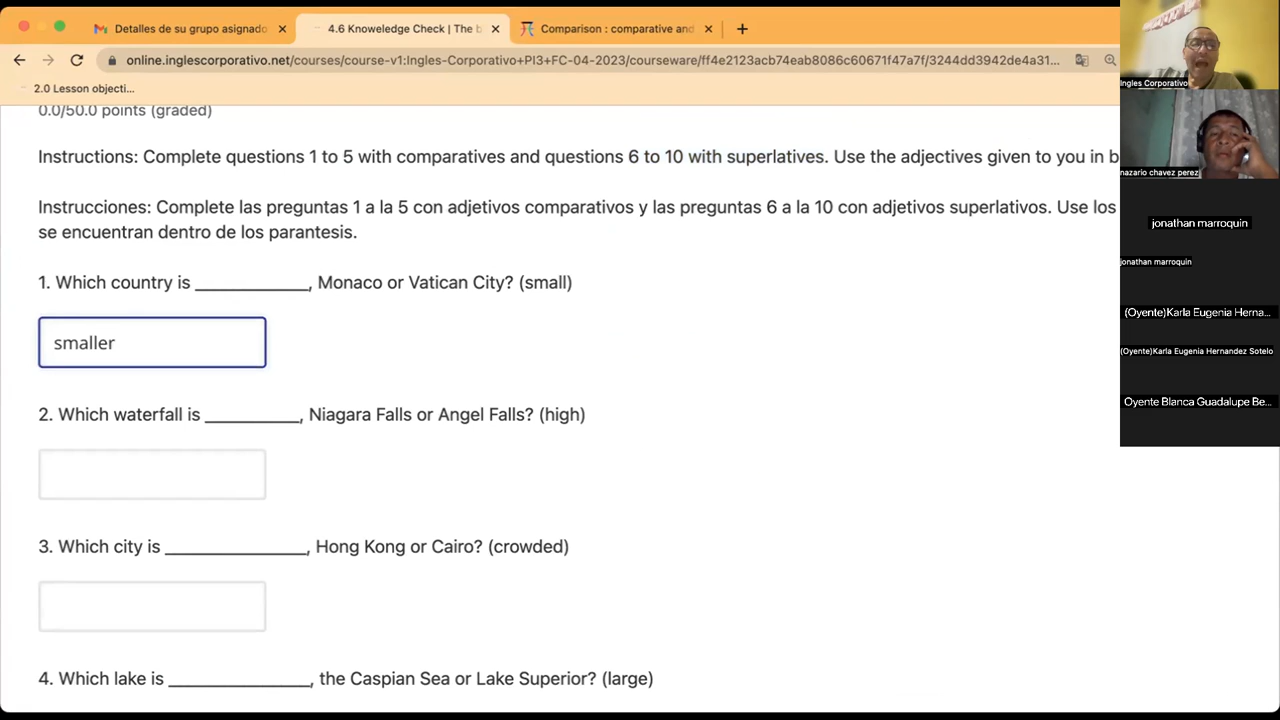 Detalles de su grupo asignado
4.6 Knoweledge Check | The b
Comparison : comparative and
online.inglescorporativo.net/courses/course-v1:Ingles-Corporativo+PI3+FC-04-2023/courseware/ff4e2123acb74eab8086c60671f47a7f/3244dd3942de4a31...
2.0 Lesson objecti...
0.0/50.0 points (graded)
Instructions: Complete questions 1 to 5 with comparatives and questions 6 to 10 with superlatives. Use the adjectives given to you in b
Instrucciones: Complete las preguntas 1 a la 5 con adjetivos comparativos y las preguntas 6 a la 10 con adjetivos superlativos. Use los
se encuentran dentro de los parantesis.
1. Which country is ____________, Monaco or Vatican City? (small)
smaller
2. Which waterfall is __________, Niagara Falls or Angel Falls? (high)
3. Which city is _______________, Hong Kong or Cairo? (crowded)
4. Which lake is _______________, the Caspian Sea or Lake Superior? (large)
Ingles Corporativo
nazario chavez perez
jonathan marroquin
jonathan marroquin
(Oyente)Karla Eugenia Herna...
(Oyente)Karla Eugenia Hernandez Sotelo
Oyente Blanca Guadalupe Be...